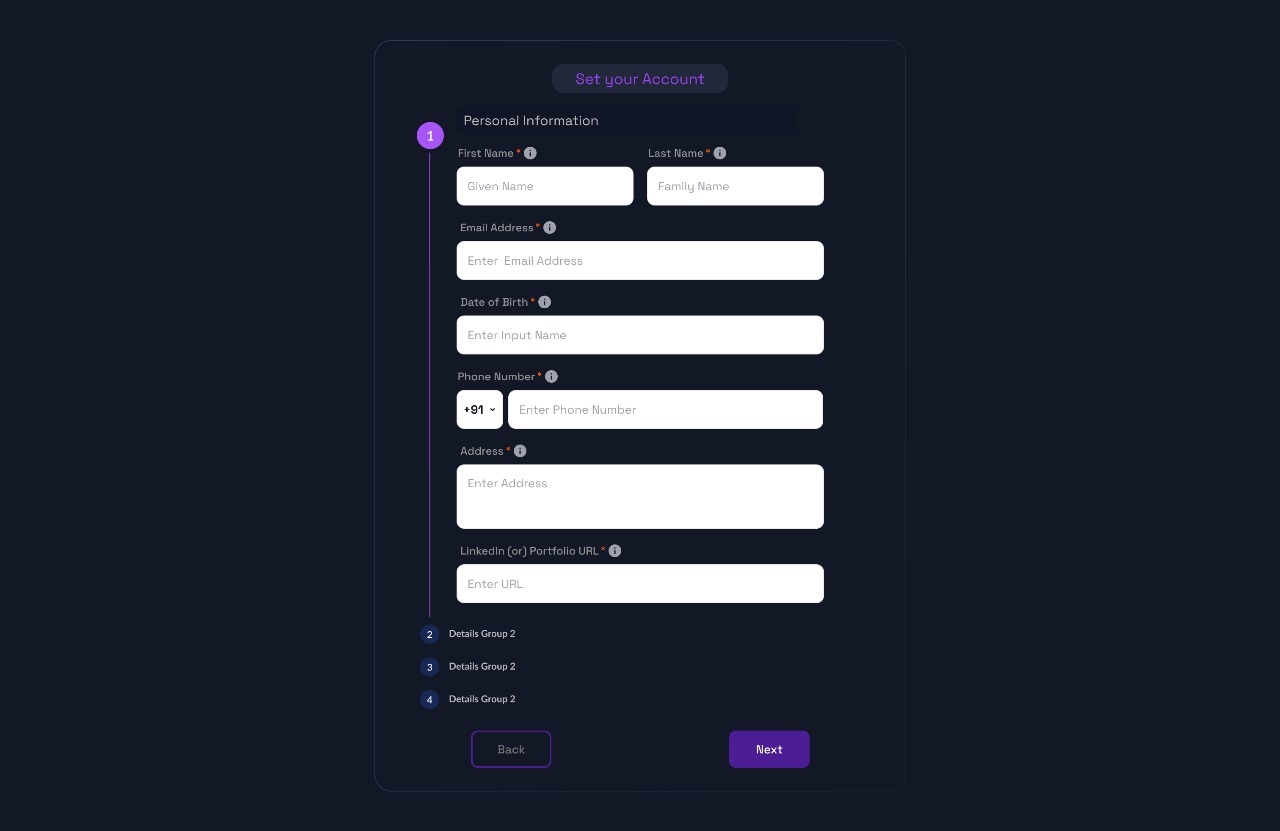 Set your Account
1
Personal Information
First Name * i Last Name * i
Given Name Family Name
Email Address * i
Enter Email Address
Date of Birth * i
Enter Input Name
Phone Number * i
+91 Enter Phone Number
Address * i
Enter Address
LinkedIn (or) Portfolio URL * i
Enter URL
2 Details Group 2
3 Details Group 2
4 Details Group 2
Back Next